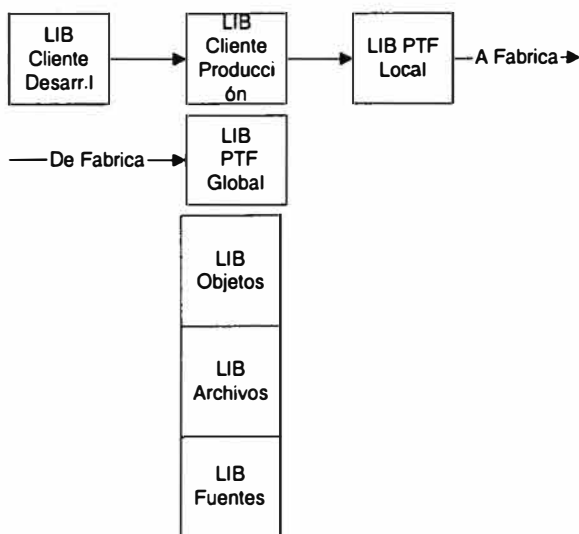 LIB
Cliente
Desarr.l
LIB
Cliente
Producci
ón
LIB PTF
Local
A Fabrica
De Fabrica
LIB
PTF
Global
LIB
Objetos
LIB
Archivos
LIB
Fuentes